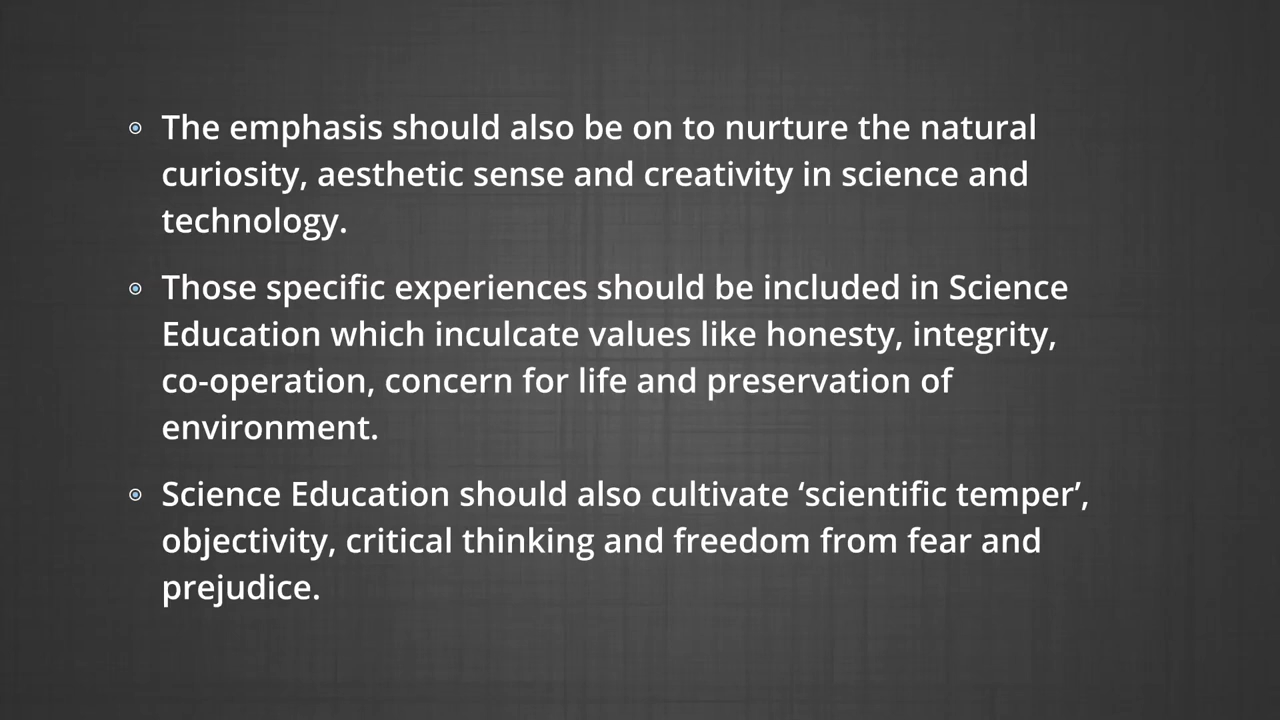 The emphasis should also be on to nurture the natural
curiosity, aesthetic sense and creativity in science and
technology.
Those specific experiences should be included in Science
Education which inculcate values like honesty, integrity,
co-operation, concern for life and preservation of
environment.
Science Education should also cultivate ‘scientific temper’,
objectivity, critical thinking and freedom from fear and
prejudice.